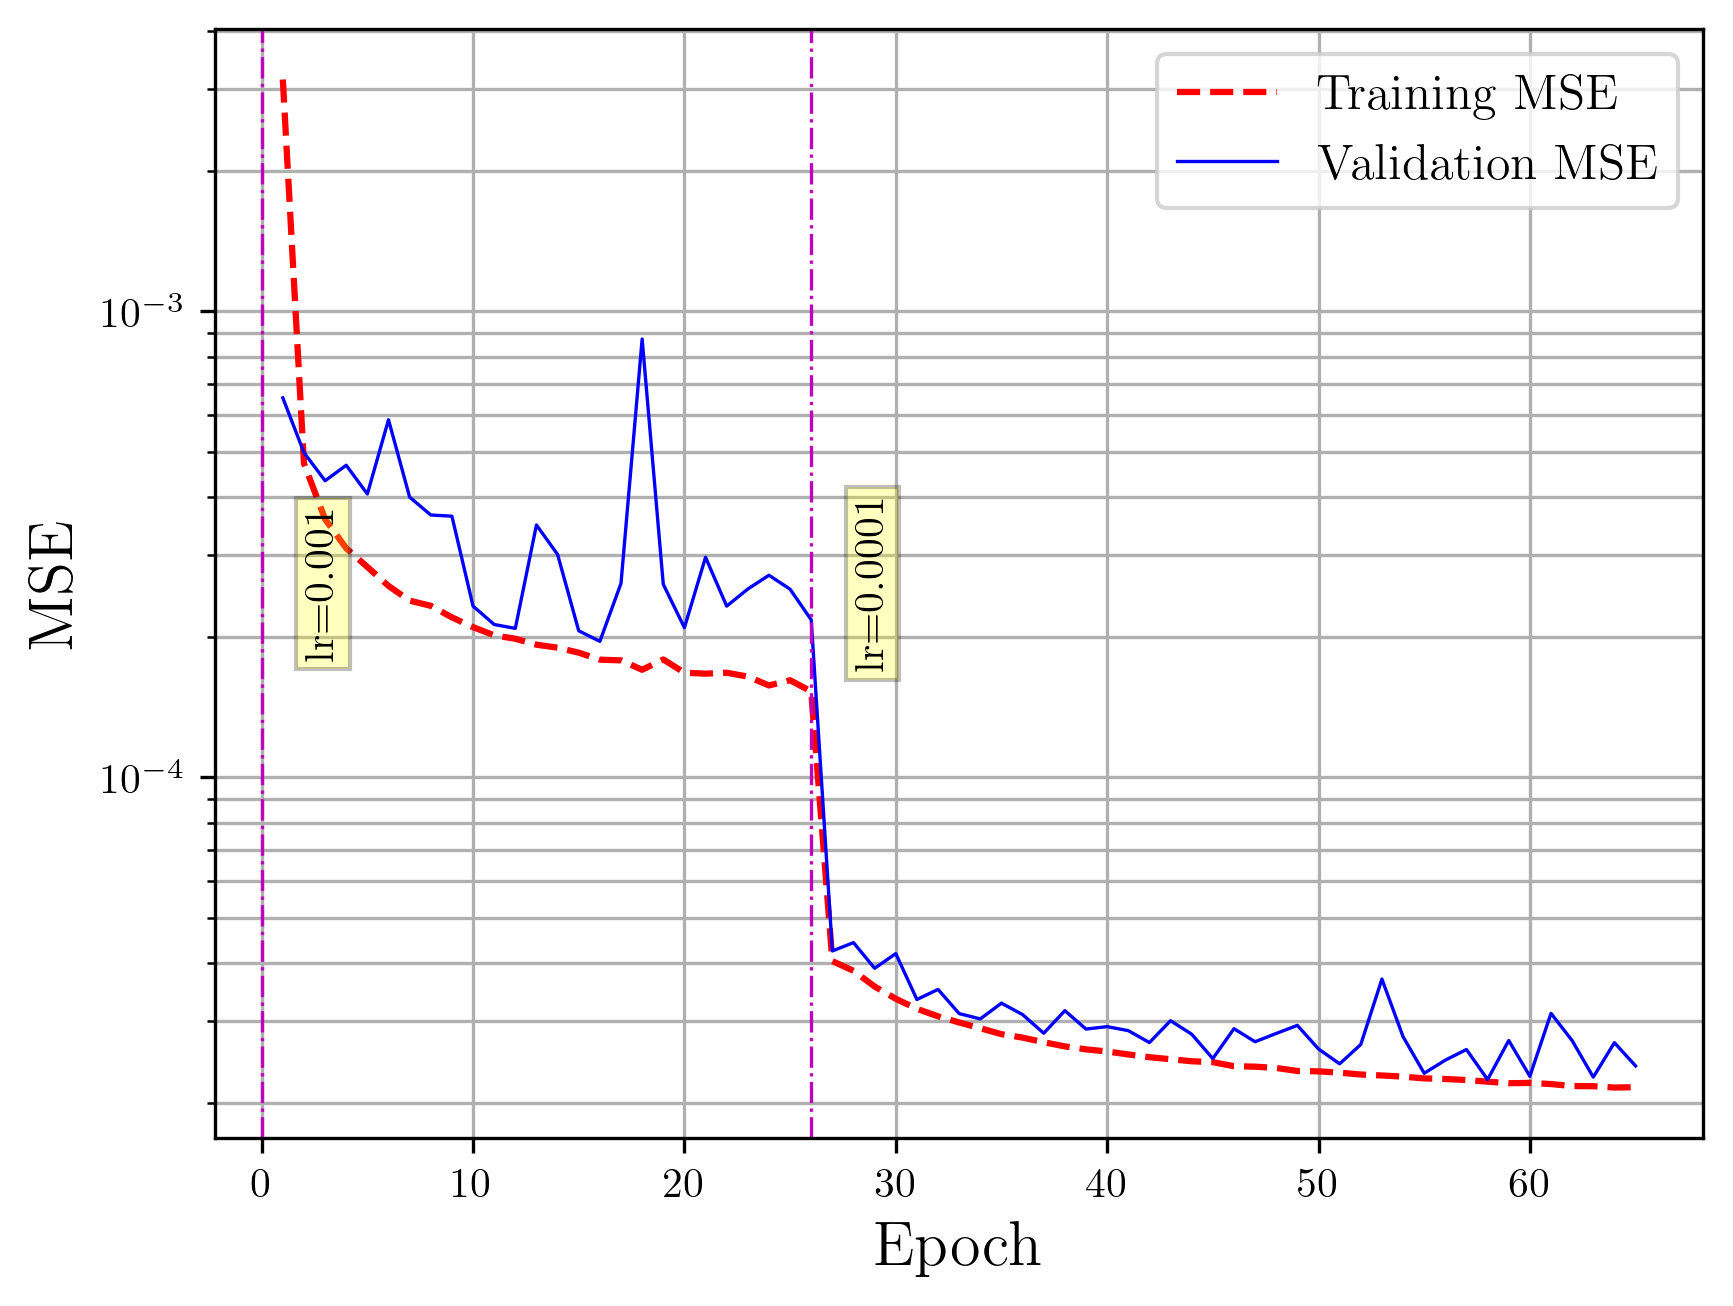 Training MSE
Validation MSE
MSE
10⁻³
10⁻⁴
lr=0.001
lr=0.0001
0 10 20 30 40 50 60
Epoch